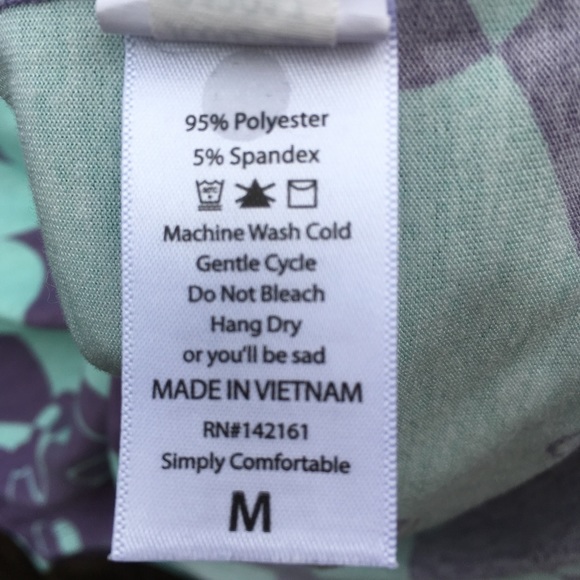 95% Polyester
5% Spandex
Machine Wash Cold
Gentle Cycle
Do Not Bleach
Hang Dry
or you'll be sad
MADE IN VIETNAM
RN#142161
Simply Comfortable
M